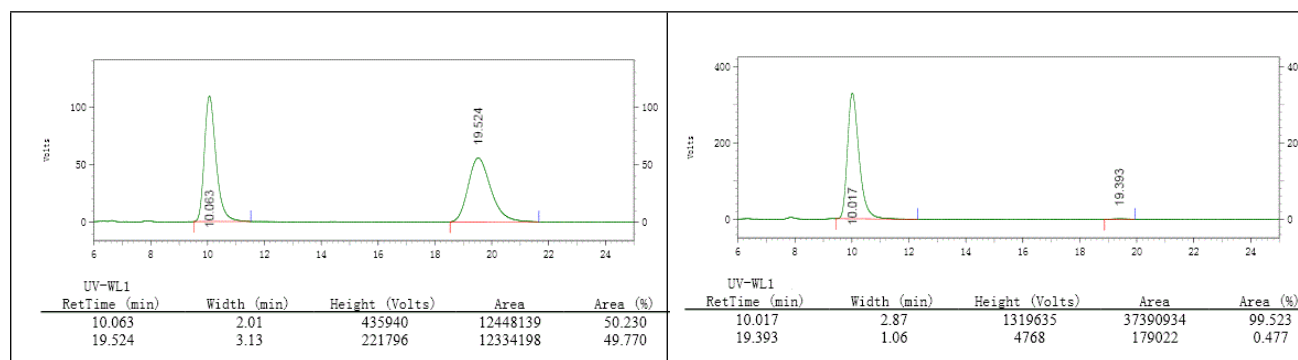 100
50
0
Volts
10.063
19.524
100
50
0
6 8 10 12 14 16 18 20 22 24
UV-WL1
RetTime (min) Width (min) Height (Volts) Area Area (%)
10.063 2.01 435940 12448139 50.230
19.524 3.13 221796 12334198 49.770
400
200
0
Volts
10.017
19.393
40
20
0
6 8 10 12 14 16 18 20 22 24
UV-WL1
RetTime (min) Width (min) Height (Volts) Area Area (%)
10.017 2.87 1319635 37390934 99.523
19.393 1.06 4768 179022 0.477